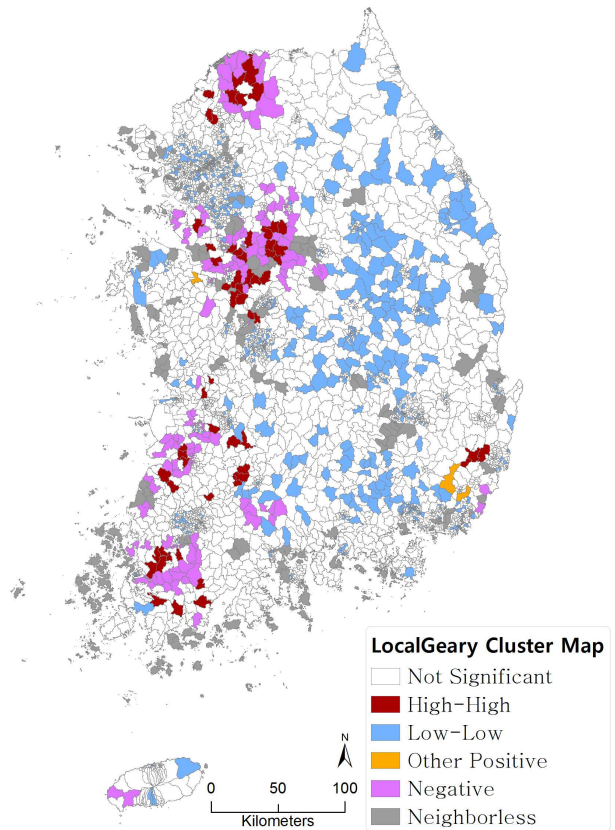 LocalGeary Cluster Map
Not Significant
High-High
Low-Low
Other Positive
Negative
Neighborless
N
0 50 100
Kilometers